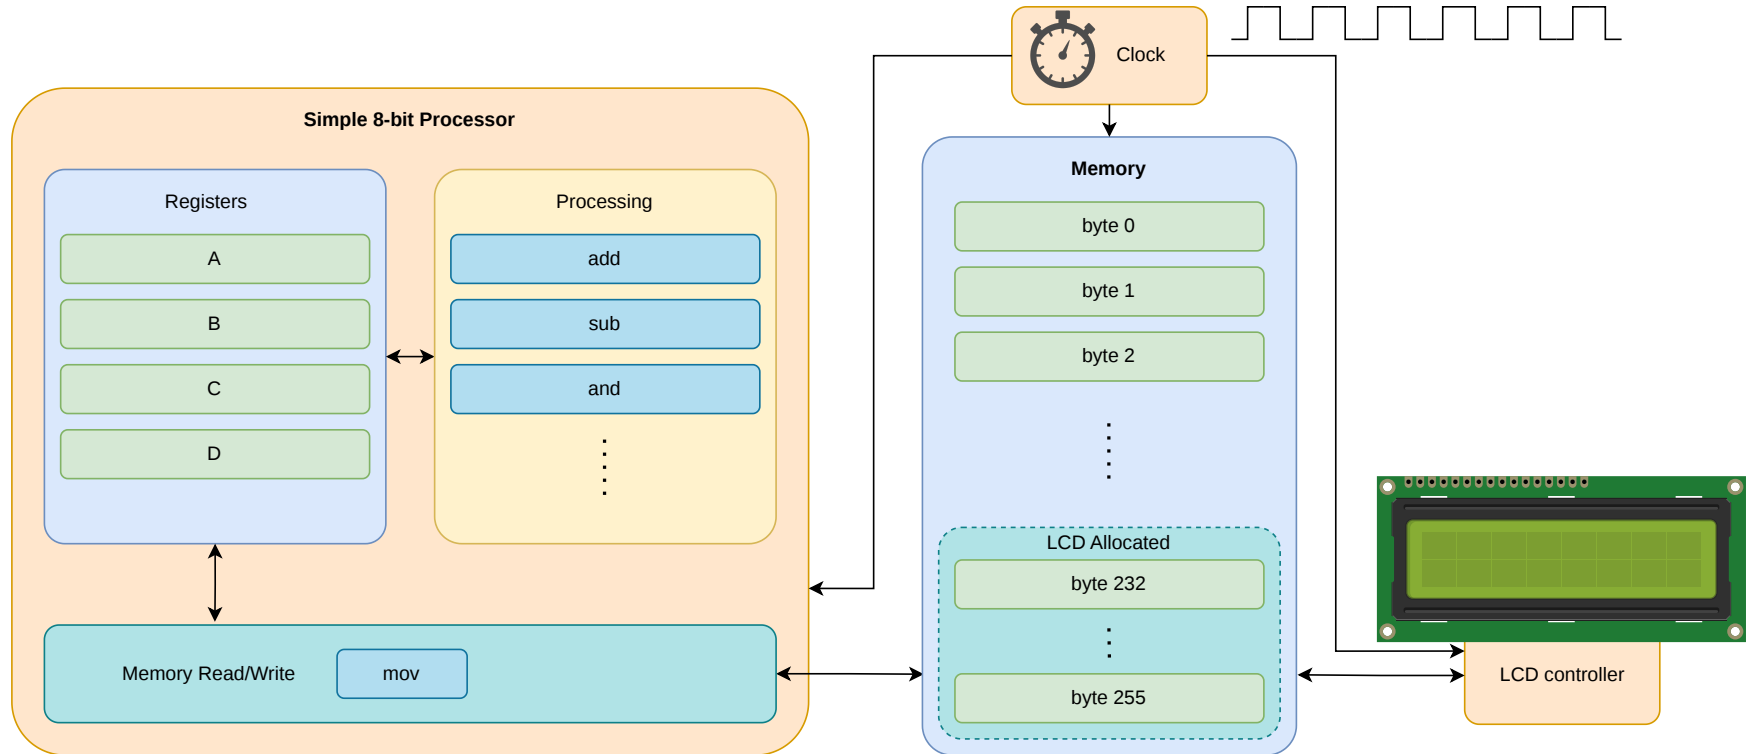 Clock
Simple 8-bit Processor
Registers
A
B
C
D
Processing
add
sub
and
Memory Read/Write
mov
Memory
byte 0
byte 1
byte 2
LCD Allocated
byte 232
byte 255
LCD controller